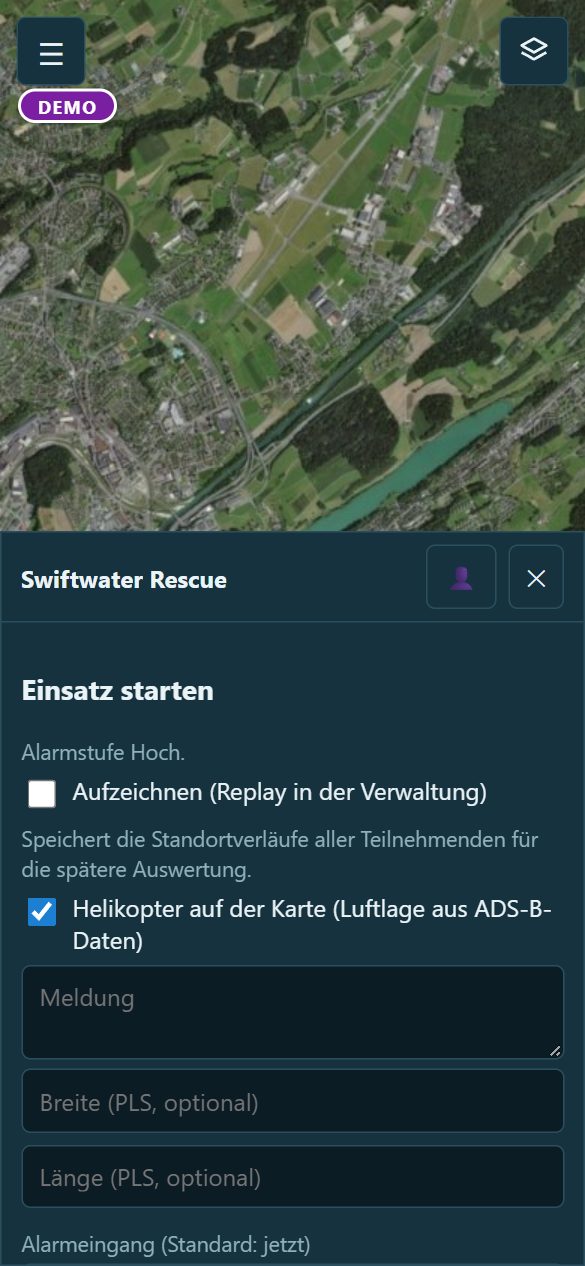 DEMO
Swiftwater Rescue
Einsatz starten
Alarmstufe Hoch.
Aufzeichnen (Replay in der Verwaltung)
Speichert die Standortverläufe aller Teilnehmenden für
die spätere Auswertung.
Helikopter auf der Karte (Luftlage aus ADS-B-
Daten)
Meldung
Breite (PLS, optional)
Länge (PLS, optional)
Alarmeingang (Standard: jetzt)